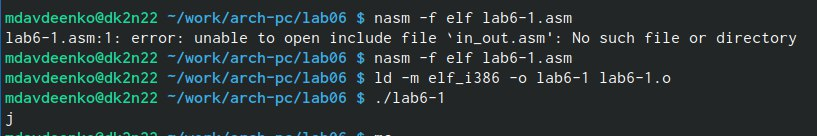 mdavdeenko@dk2n22 ~/work/arch-pc/lab06 $ nasm -f elf lab6-1.asm
lab6-1.asm:1: error: unable to open include file `in_out.asm': No such file or directory
mdavdeenko@dk2n22 ~/work/arch-pc/lab06 $ nasm -f elf lab6-1.asm
mdavdeenko@dk2n22 ~/work/arch-pc/lab06 $ ld -m elf_i386 -o lab6-1 lab6-1.o
mdavdeenko@dk2n22 ~/work/arch-pc/lab06 $ ./lab6-1
j